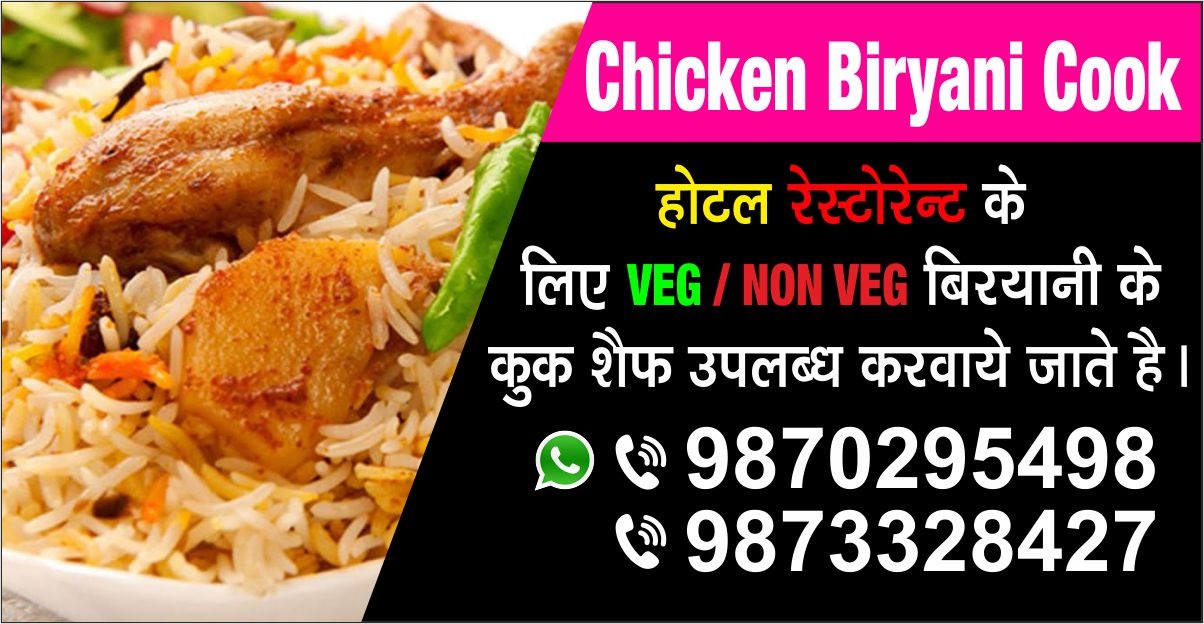 Chicken Biryani Cook
होटल रेस्टोरेन्ट के
लिए VEG / NON VEG बिरयानी के
कुक शैफ उपलब्ध करवाये जाते है।
9870295498
9873328427